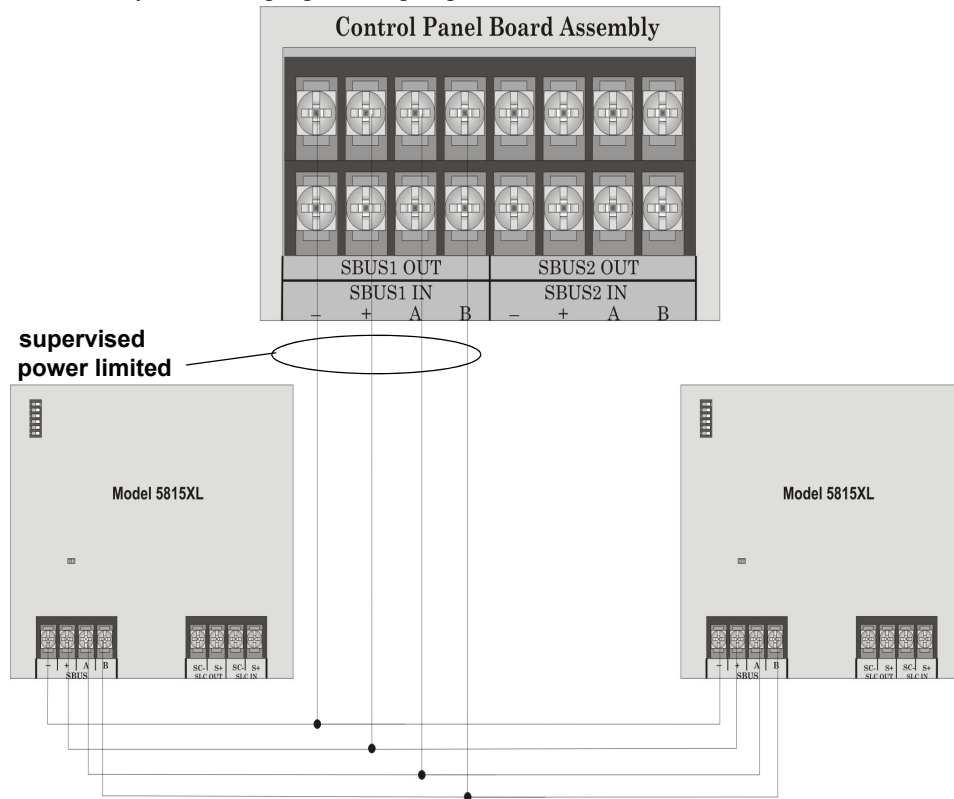 Control Panel Board Assembly
SBUS1 OUT SBUS2 OUT
SBUS1 IN SBUS2 IN
– + A B – + A B
supervised
power limited
Model 5815XL Model 5815XL
– + A B SC- S+ SC- S+ – + A B SC- S+ SC- S+
SBUS SLC OUT SLC IN SBUS SLC OUT SLC IN